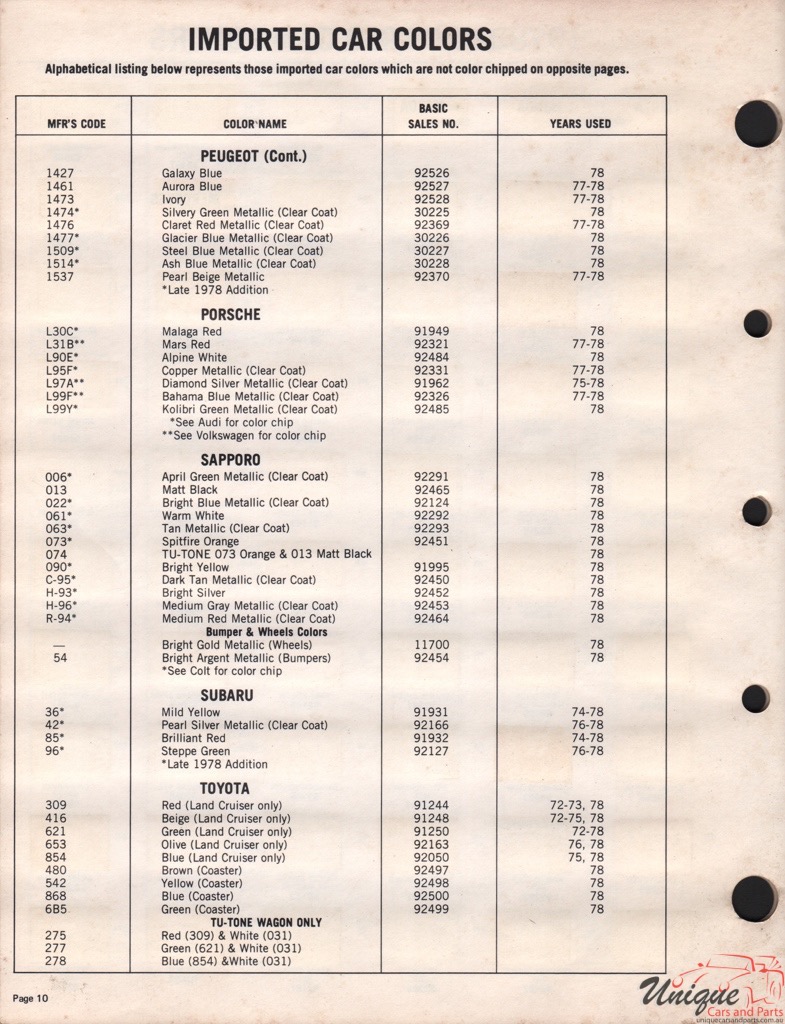 IMPORTED CAR COLORS
Alphabetical listing below represents those imported car colors which are not color chipped on opposite pages.
MFR'S CODE COLOR NAME BASIC SALES NO. YEARS USED
PEUGEOT (Cont.)
1427 Galaxy Blue 92526 78
1461 Aurora Blue 92527 77-78
1473 Ivory 92528 77-78
1474* Silvery Green Metallic (Clear Coat) 30225 78
1476 Claret Red Metallic (Clear Coat) 92369 77-78
1477* Glacier Blue Metallic (Clear Coat) 30226 78
1509* Steel Blue Metallic (Clear Coat) 30227 78
1514* Ash Blue Metallic (Clear Coat) 30228 78
1537 Pearl Beige Metallic 92370 77-78
*Late 1978 Addition
PORSCHE
L30C* Malaga Red 91949 78
L31B** Mars Red 92321 77-78
L90E* Alpine White 92484 78
L95F* Copper Metallic (Clear Coat) 92331 77-78
L97A** Diamond Silver Metallic (Clear Coat) 91962 75-78
L99F** Bahama Blue Metallic (Clear Coat) 92326 77-78
L99Y* Kolibri Green Metallic (Clear Coat) 92485 78
*See Audi for color chip
**See Volkswagen for color chip
SAPPORO
006* April Green Metallic (Clear Coat) 92291 78
013 Matt Black 92465 78
022* Bright Blue Metallic (Clear Coat) 92124 78
061* Warm White 92292 78
063* Tan Metallic (Clear Coat) 92293 78
073* Spitfire Orange 92451 78
074 TU-TONE 073 Orange & 013 Matt Black 78
090* Bright Yellow 91995 78
C-95* Dark Tan Metallic (Clear Coat) 92450 78
H-93* Bright Silver 92452 78
H-96* Medium Gray Metallic (Clear Coat) 92453 78
R-94* Medium Red Metallic (Clear Coat) 92464 78
Bumper & Wheels Colors
— Bright Gold Metallic (Wheels) 11700 78
54 Bright Argent Metallic (Bumpers) 92454 78
*See Colt for color chip
SUBARU
36* Mild Yellow 91931 74-78
42* Pearl Silver Metallic (Clear Coat) 92166 76-78
85* Brilliant Red 91932 74-78
96* Steppe Green 92127 76-78
*Late 1978 Addition
TOYOTA
309 Red (Land Cruiser only) 91244 72-73, 78
416 Beige (Land Cruiser only) 91248 72-75, 78
621 Green (Land Cruiser only) 91250 72-78
653 Olive (Land Cruiser only) 92163 76, 78
854 Blue (Land Cruiser only) 92050 75, 78
480 Brown (Coaster) 92497 78
542 Yellow (Coaster) 92498 78
868 Blue (Coaster) 92500 78
6B5 Green (Coaster) 92499 78
TU-TONE WAGON ONLY
275 Red (309) & White (031)
277 Green (621) & White (031)
278 Blue (854) &White (031)
Page 10
Unique
Cars and Parts
uniquecarsandparts.com.au